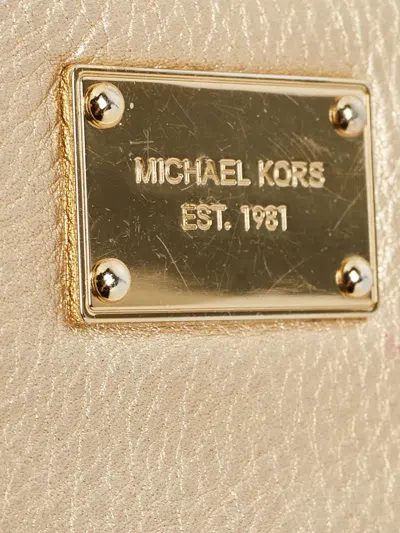 MICHAEL KORS
EST. 1981